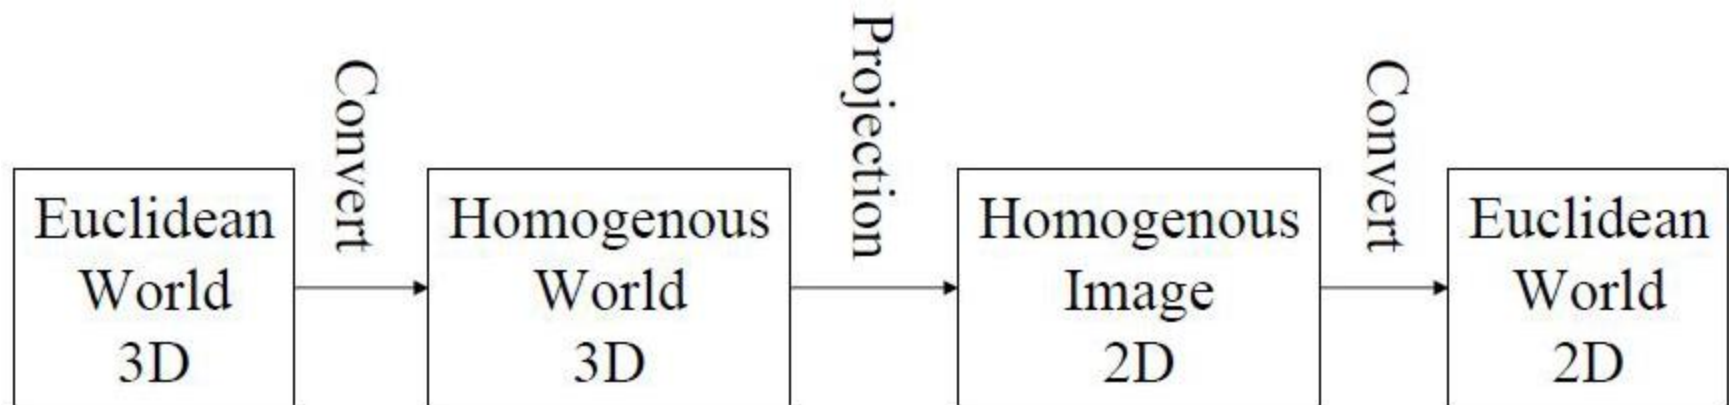 Euclidean
World
3D
Convert
Homogenous
World
3D
Projection
Homogenous
Image
2D
Convert
Euclidean
World
2D